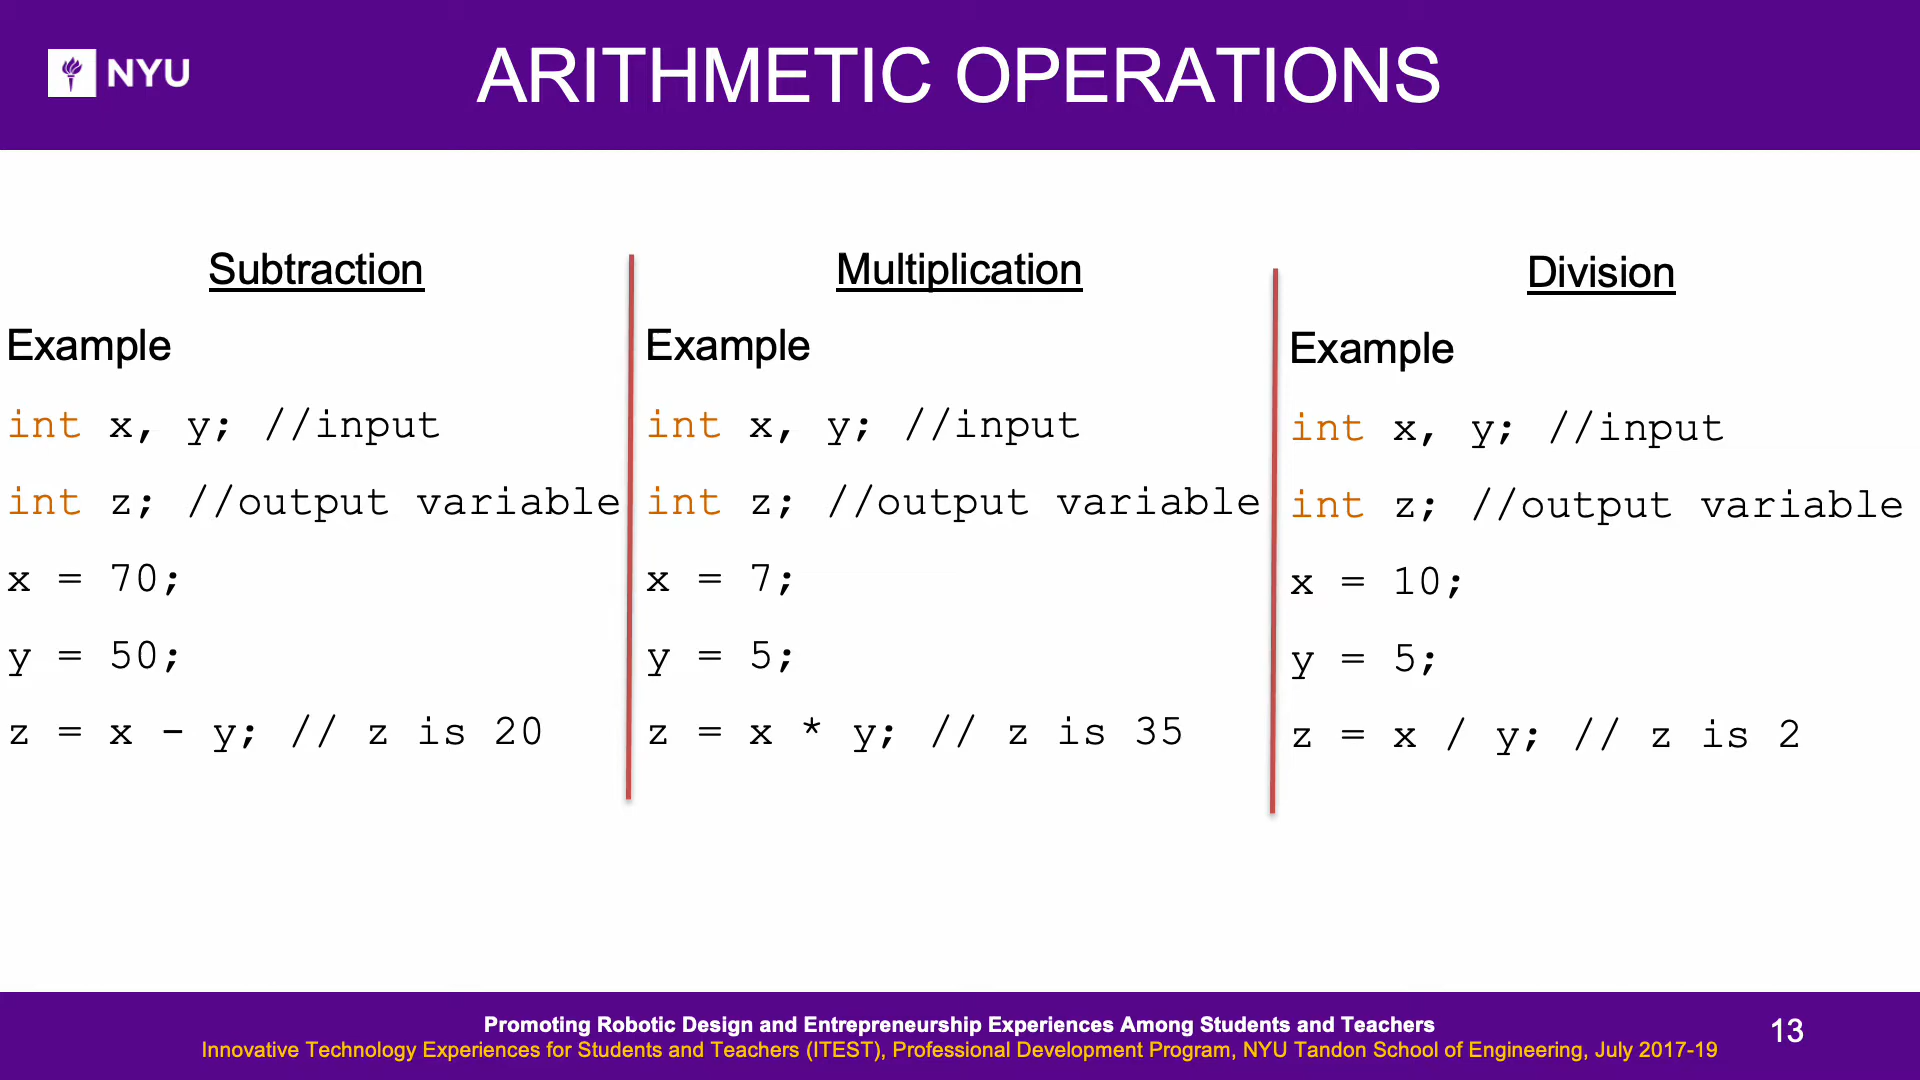 NYU
ARITHMETIC OPERATIONS
Subtraction
Example
int x, y; //input
int z; //output variable
x = 70;
y = 50;
z = x - y; // z is 20
Multiplication
Example
int x, y; //input
int z; //output variable
x = 7;
y = 5;
z = x * y; // z is 35
Division
Example
int x, y; //input
int z; //output variable
x = 10;
y = 5;
z = x / y; // z is 2
Promoting Robotic Design and Entrepreneurship Experiences Among Students and Teachers
Innovative Technology Experiences for Students and Teachers (ITEST), Professional Development Program, NYU Tandon School of Engineering, July 2017-19
13